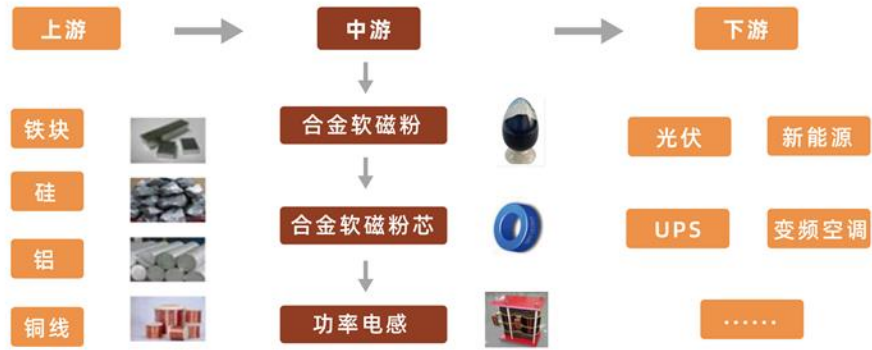 上游
中游
下游
铁块
硅
铝
铜线
合金软磁粉
合金软磁粉芯
功率电感
光伏
新能源
UPS
变频空调
······